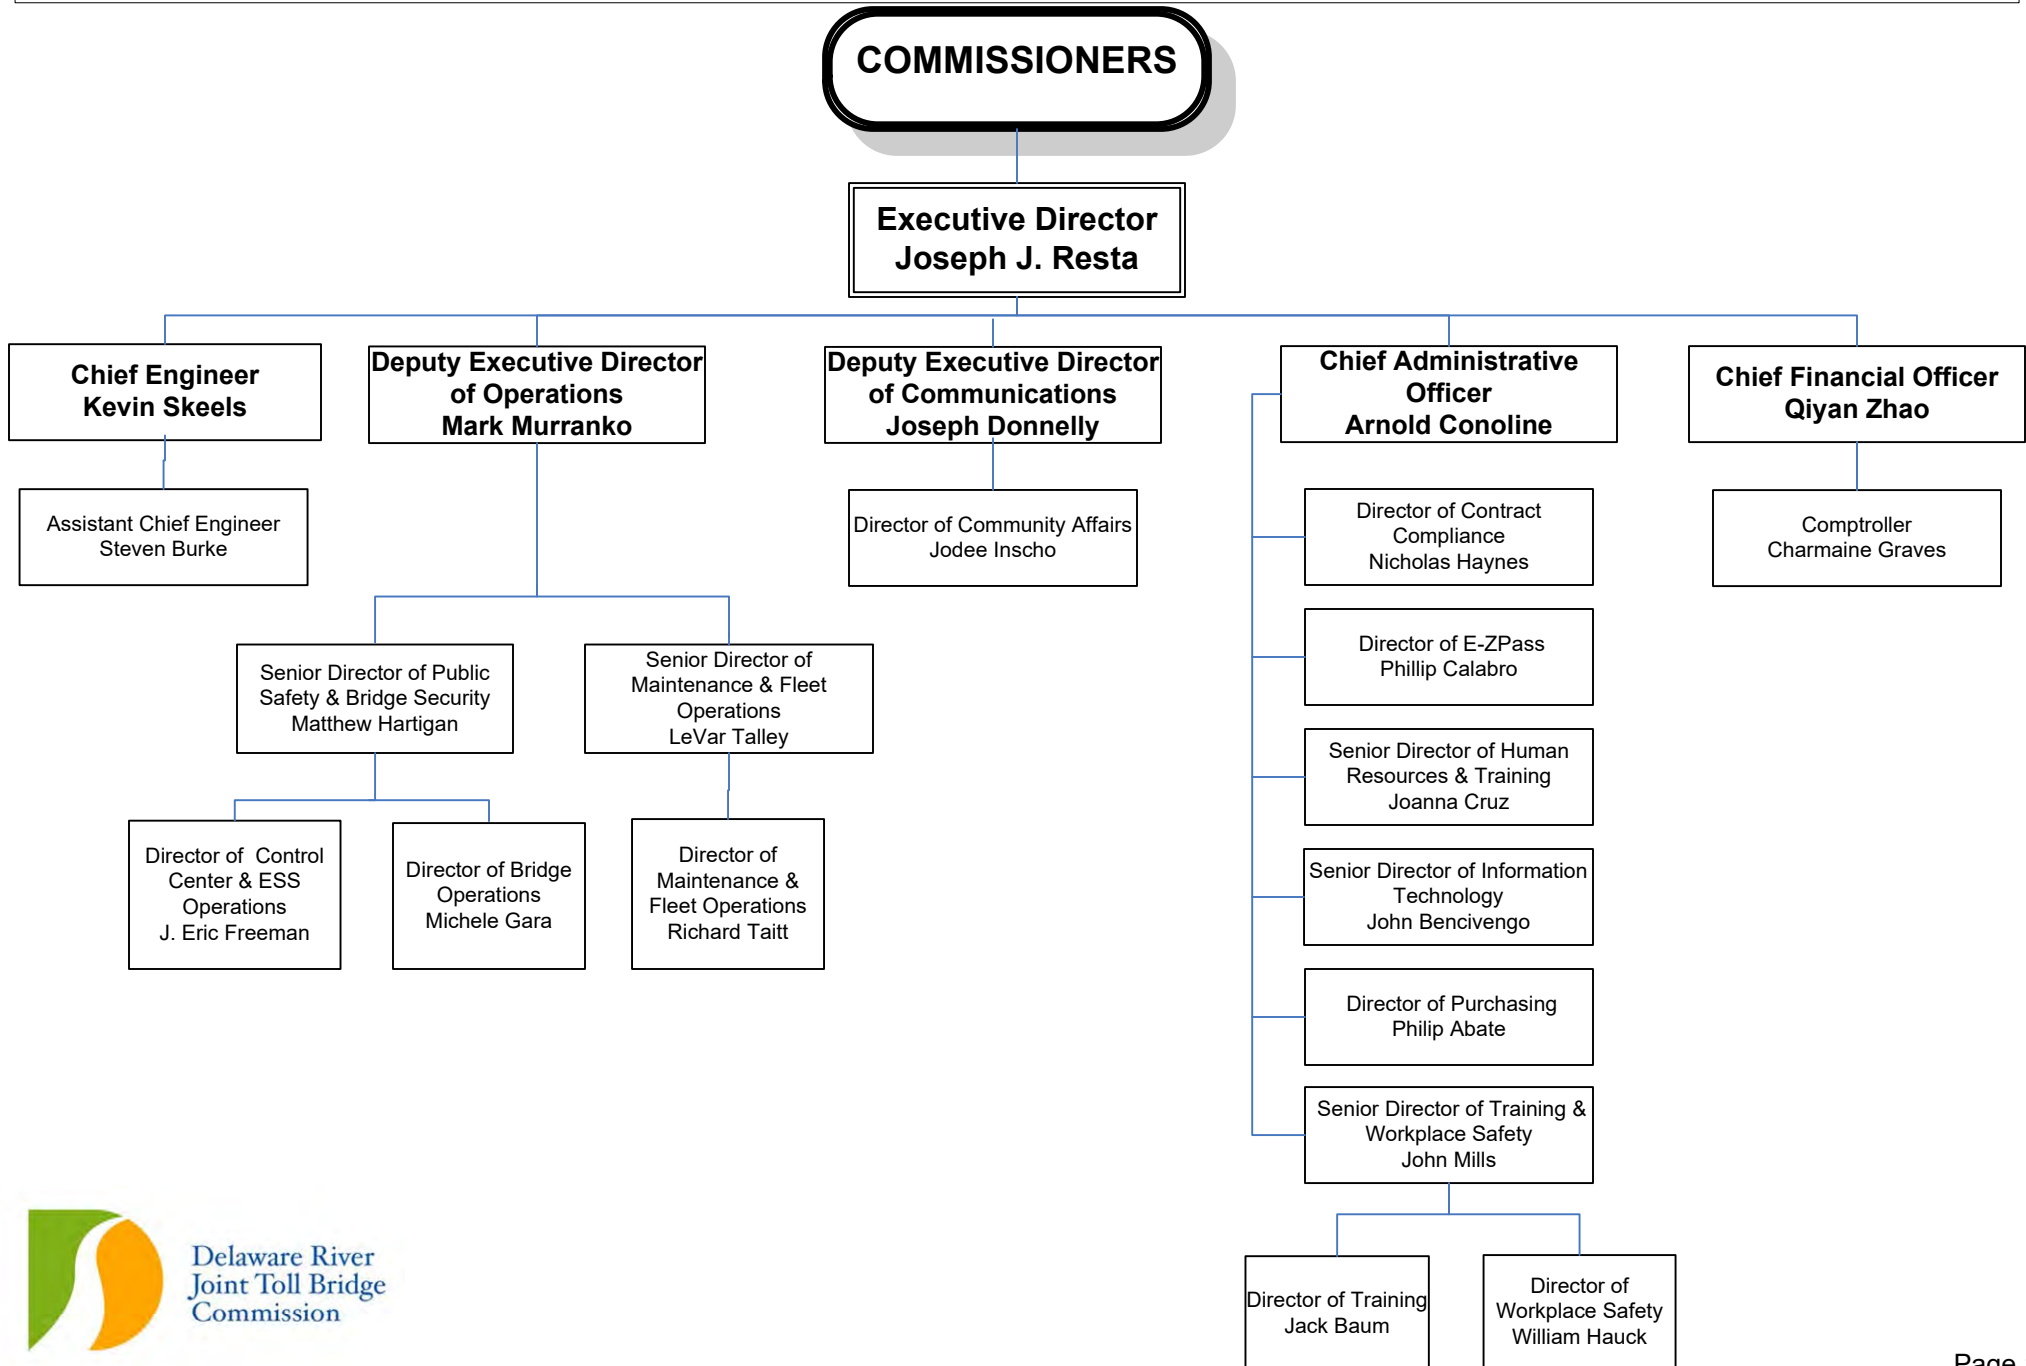 COMMISSIONERS
Executive Director
Joseph J. Resta
Chief Engineer
Kevin Skeels
Deputy Executive Director
of Operations
Mark Murranko
Deputy Executive Director
of Communications
Joseph Donnelly
Chief Administrative
Officer
Arnold Conoline
Chief Financial Officer
Qiyan Zhao
Assistant Chief Engineer
Steven Burke
Director of Community Affairs
Jodee Inscho
Director of Contract
Compliance
Nicholas Haynes
Comptroller
Charmaine Graves
Director of E-ZPass
Phillip Calabro
Senior Director of Public
Safety & Bridge Security
Matthew Hartigan
Senior Director of
Maintenance & Fleet
Operations
LeVar Talley
Senior Director of Human
Resources & Training
Joanna Cruz
Director of  Control
Center & ESS
Operations
J. Eric Freeman
Director of Bridge
Operations
Michele Gara
Director of
Maintenance &
Fleet Operations
Richard Taitt
Senior Director of Information
Technology
John Bencivengo
Director of Purchasing
Philip Abate
Senior Director of Training &
Workplace Safety
John Mills
Director of Training
Jack Baum
Director of
Workplace Safety
William Hauck
Delaware River
Joint Toll Bridge
Commission
Page